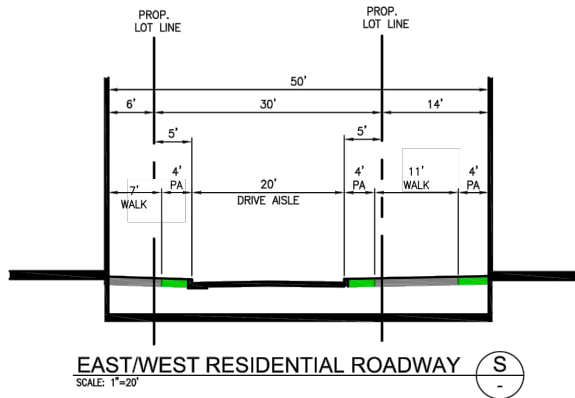 PROP.
LOT LINE
PROP.
LOT LINE
50'
6'
30'
14'
5'
5'
7'
WALK
4'
PA
20'
DRIVE AISLE
4'
PA
11'
WALK
4'
PA
EAST/WEST RESIDENTIAL ROADWAY
S
-
SCALE: 1"=20'